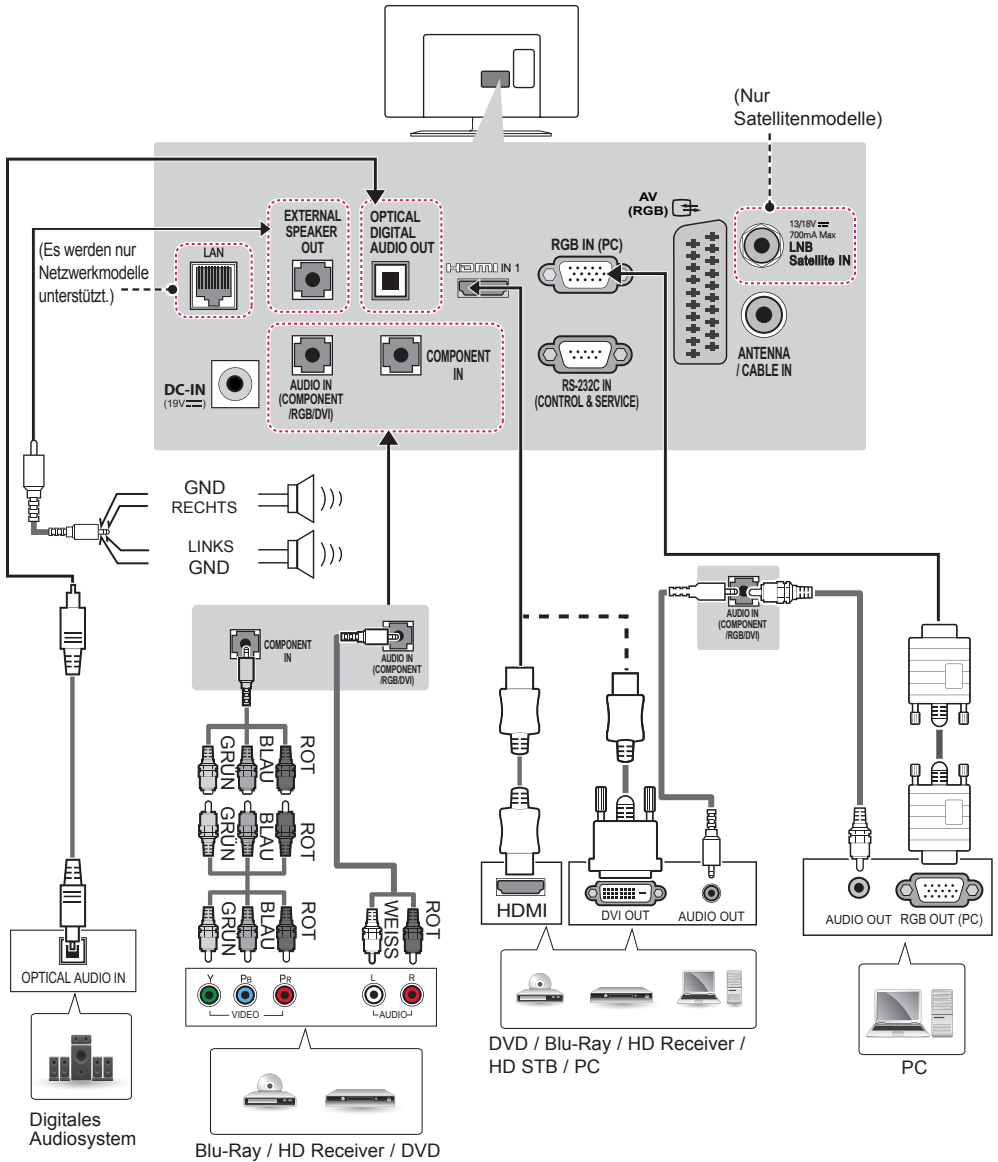 (Nur
Satellitenmodelle)
AV
(RGB)
13/18V
700mA Max
LNB
Satellite IN
EXTERNAL
SPEAKER
OUT
OPTICAL
DIGITAL
AUDIO OUT
RGB IN (PC)
(Es werden nur
Netzwerkmodelle
unterstützt.)
LAN
HDMI IN 1
ANTENNA
/ CABLE IN
COMPONENT
IN
DC-IN
(19V)
AUDIO IN
(COMPONENT
/RGB/DVI)
RS-232C IN
(CONTROL & SERVICE)
GND
RECHTS
LINKS
GND
COMPONENT
IN
AUDIO IN
(COMPONENT
/RGB/DVI)
AUDIO IN
(COMPONENT
/RGB/DVI)
GRÜN
BLAU
ROT
GRÜN
BLAU
ROT
GRÜN
BLAU
ROT
WEISS
ROT
HDMI
DVI OUT
AUDIO OUT
AUDIO OUT
RGB OUT (PC)
OPTICAL AUDIO IN
Y
PB
PR
L
R
VIDEO
AUDIO
DVD / Blu-Ray / HD Receiver /
HD STB / PC
PC
Digitales
Audiosystem
Blu-Ray / HD Receiver / DVD